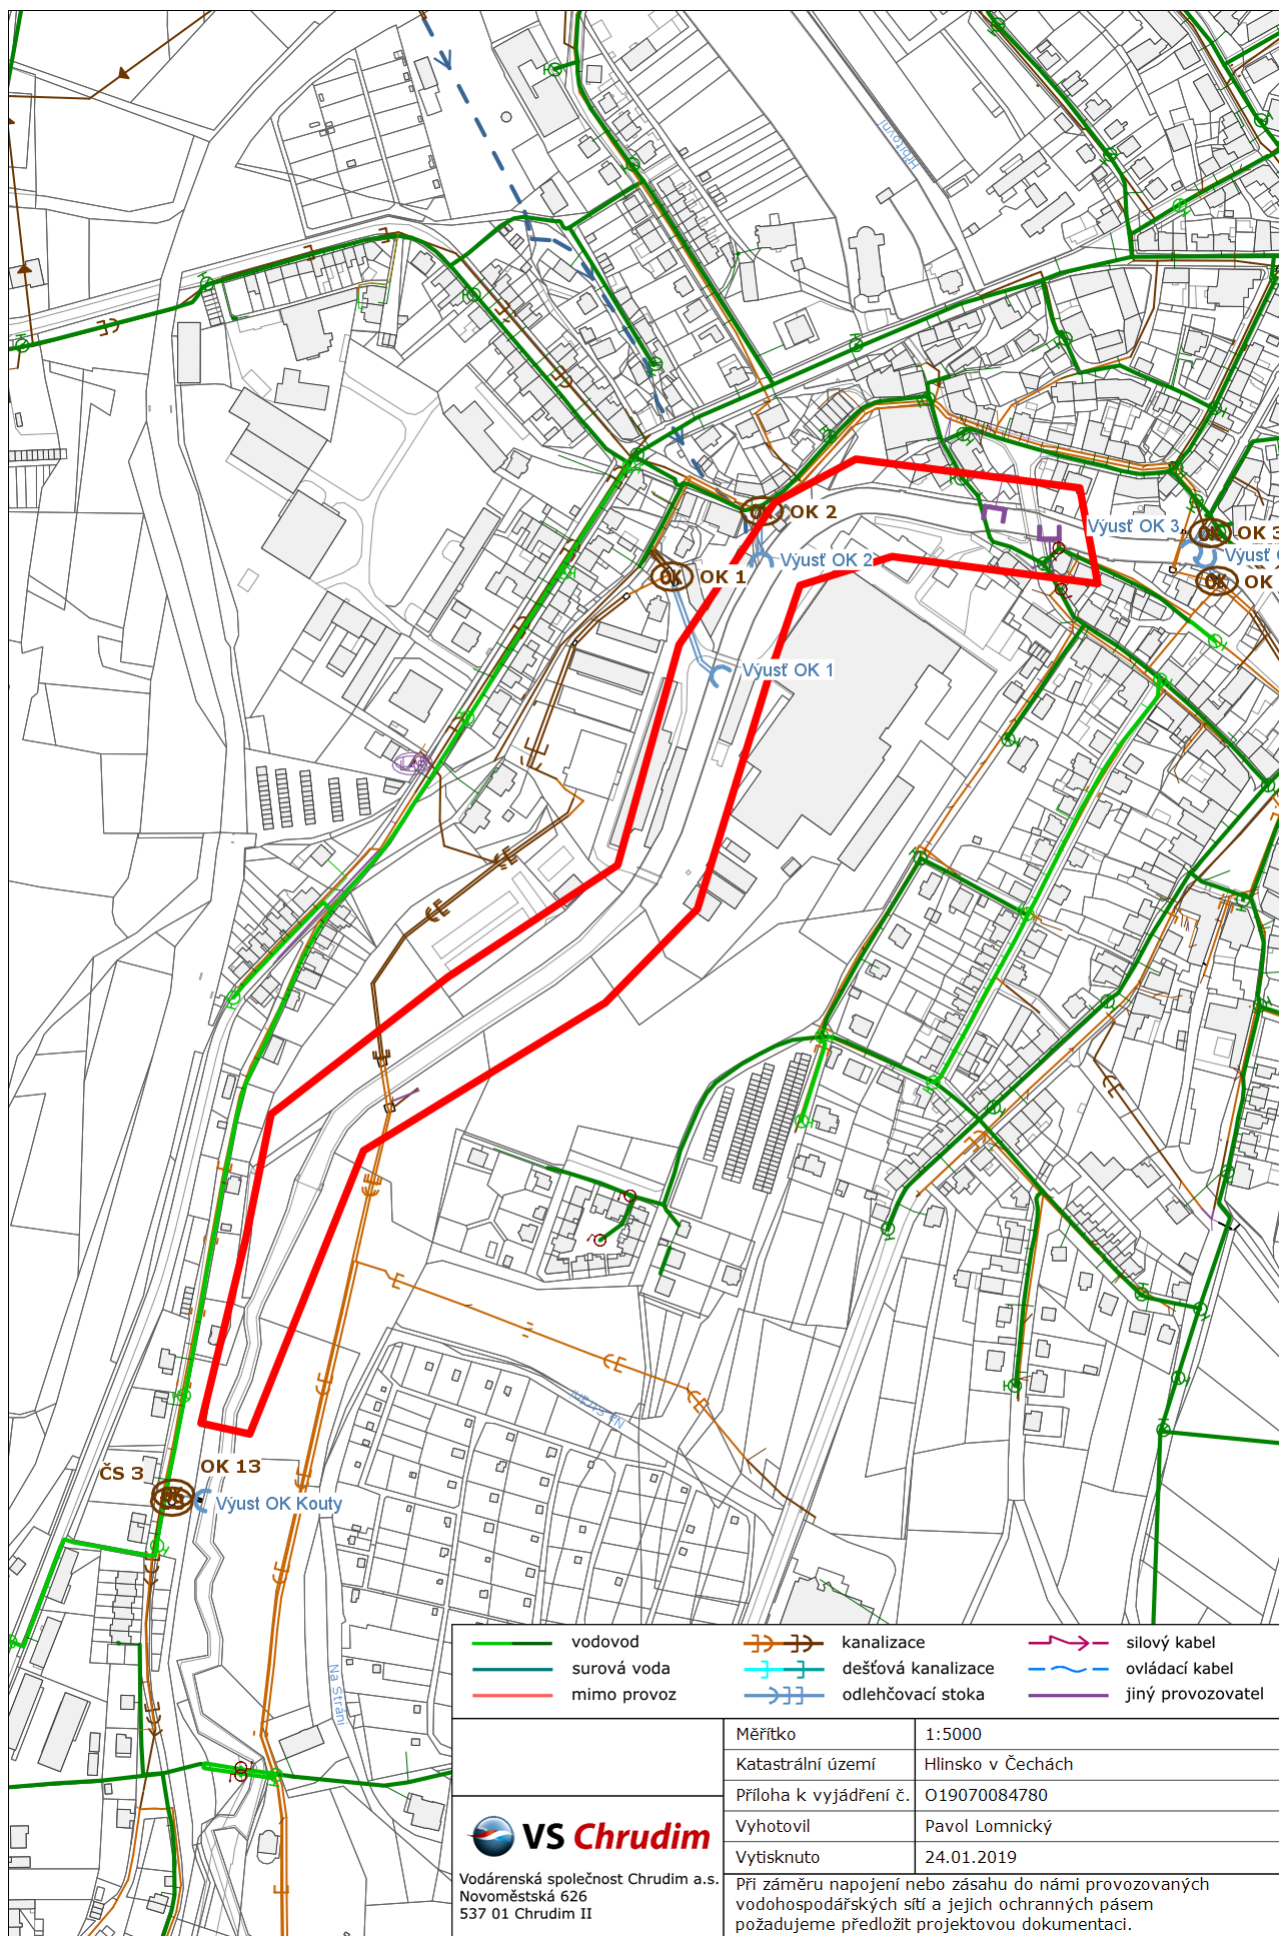 Hřbitovní
OK 2
Výusť OK 3
OK 3
Výusť OK 2
OK 1
OK
Výusť OK 1
ČS 3
OK 13
Výust OK Kouty
Na Stráni
vodovod
kanalizace
silový kabel
surová voda
dešťová kanalizace
ovládací kabel
mimo provoz
odlehčovací stoka
jiný provozovatel
Měřítko 1:5000
Katastrální území Hlinsko v Čechách
Příloha k vyjádření č. O19070084780
Vyhotovil Pavol Lomnický
Vytisknuto 24.01.2019
VS Chrudim
Vodárenská společnost Chrudim a.s.
Novoměstská 626
537 01 Chrudim II
Při záměru napojení nebo zásahu do námi provozovaných
vodohospodářských sítí a jejich ochranných pásem
požadujeme předložit projektovou dokumentaci.